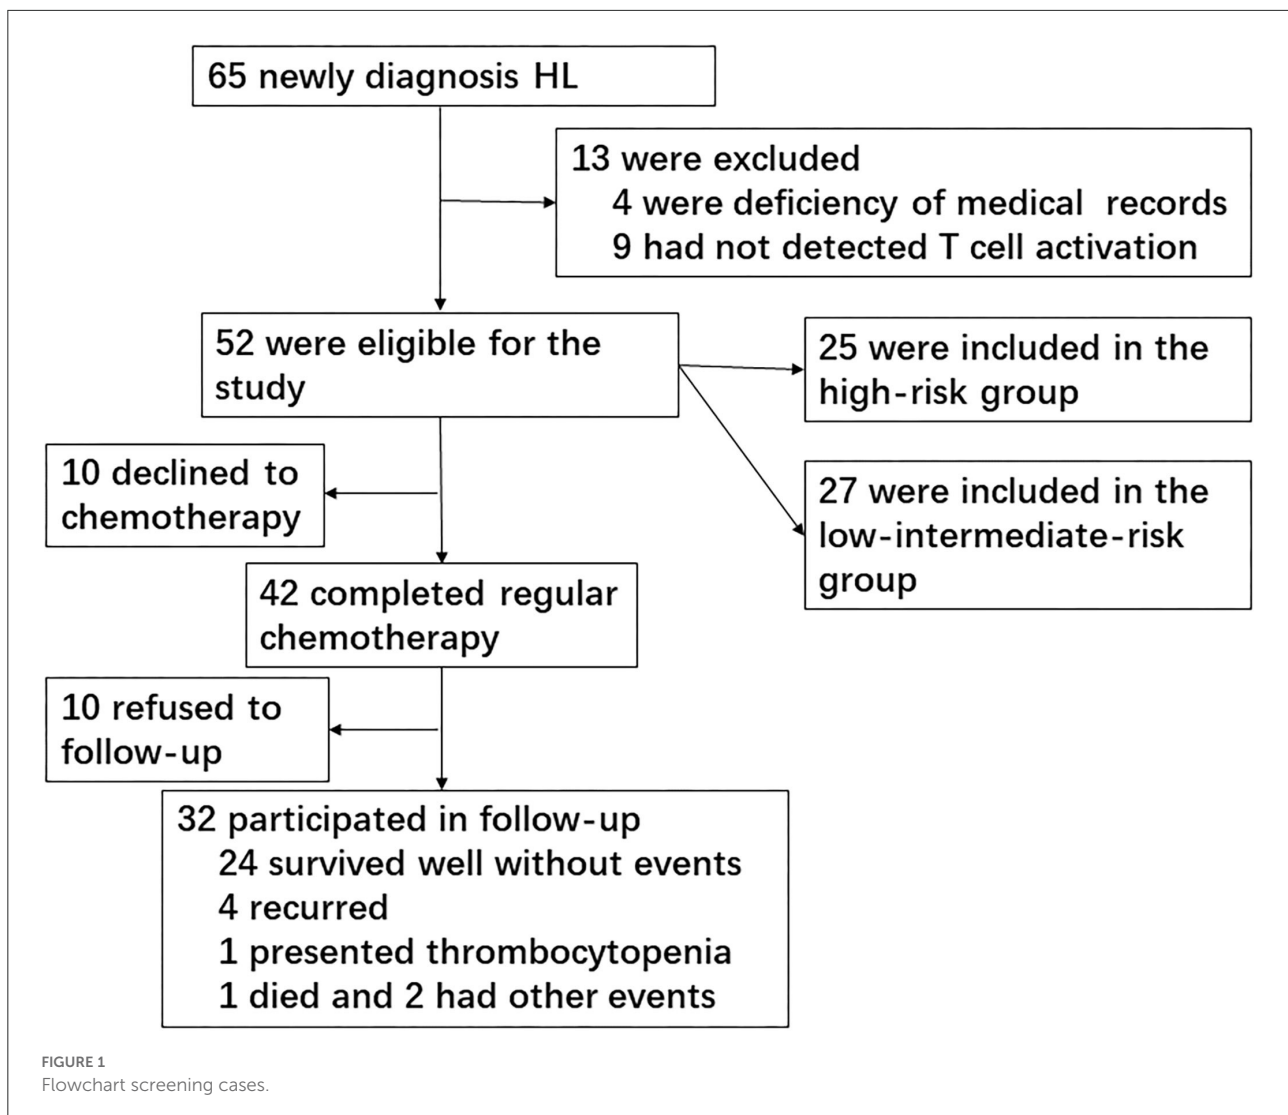 65 newly diagnosis HL
13 were excluded
4 were deficiency of medical records
9 had not detected T cell activation
52 were eligible for the
study
25 were included in the
high-risk group
27 were included in the
low-intermediate-risk
group
10 declined to
chemotherapy
42 completed regular
chemotherapy
10 refused to
follow-up
32 participated in follow-up
24 survived well without events
4 recurred
1 presented thrombocytopenia
1 died and 2 had other events
FIGURE 1
Flowchart screening cases.